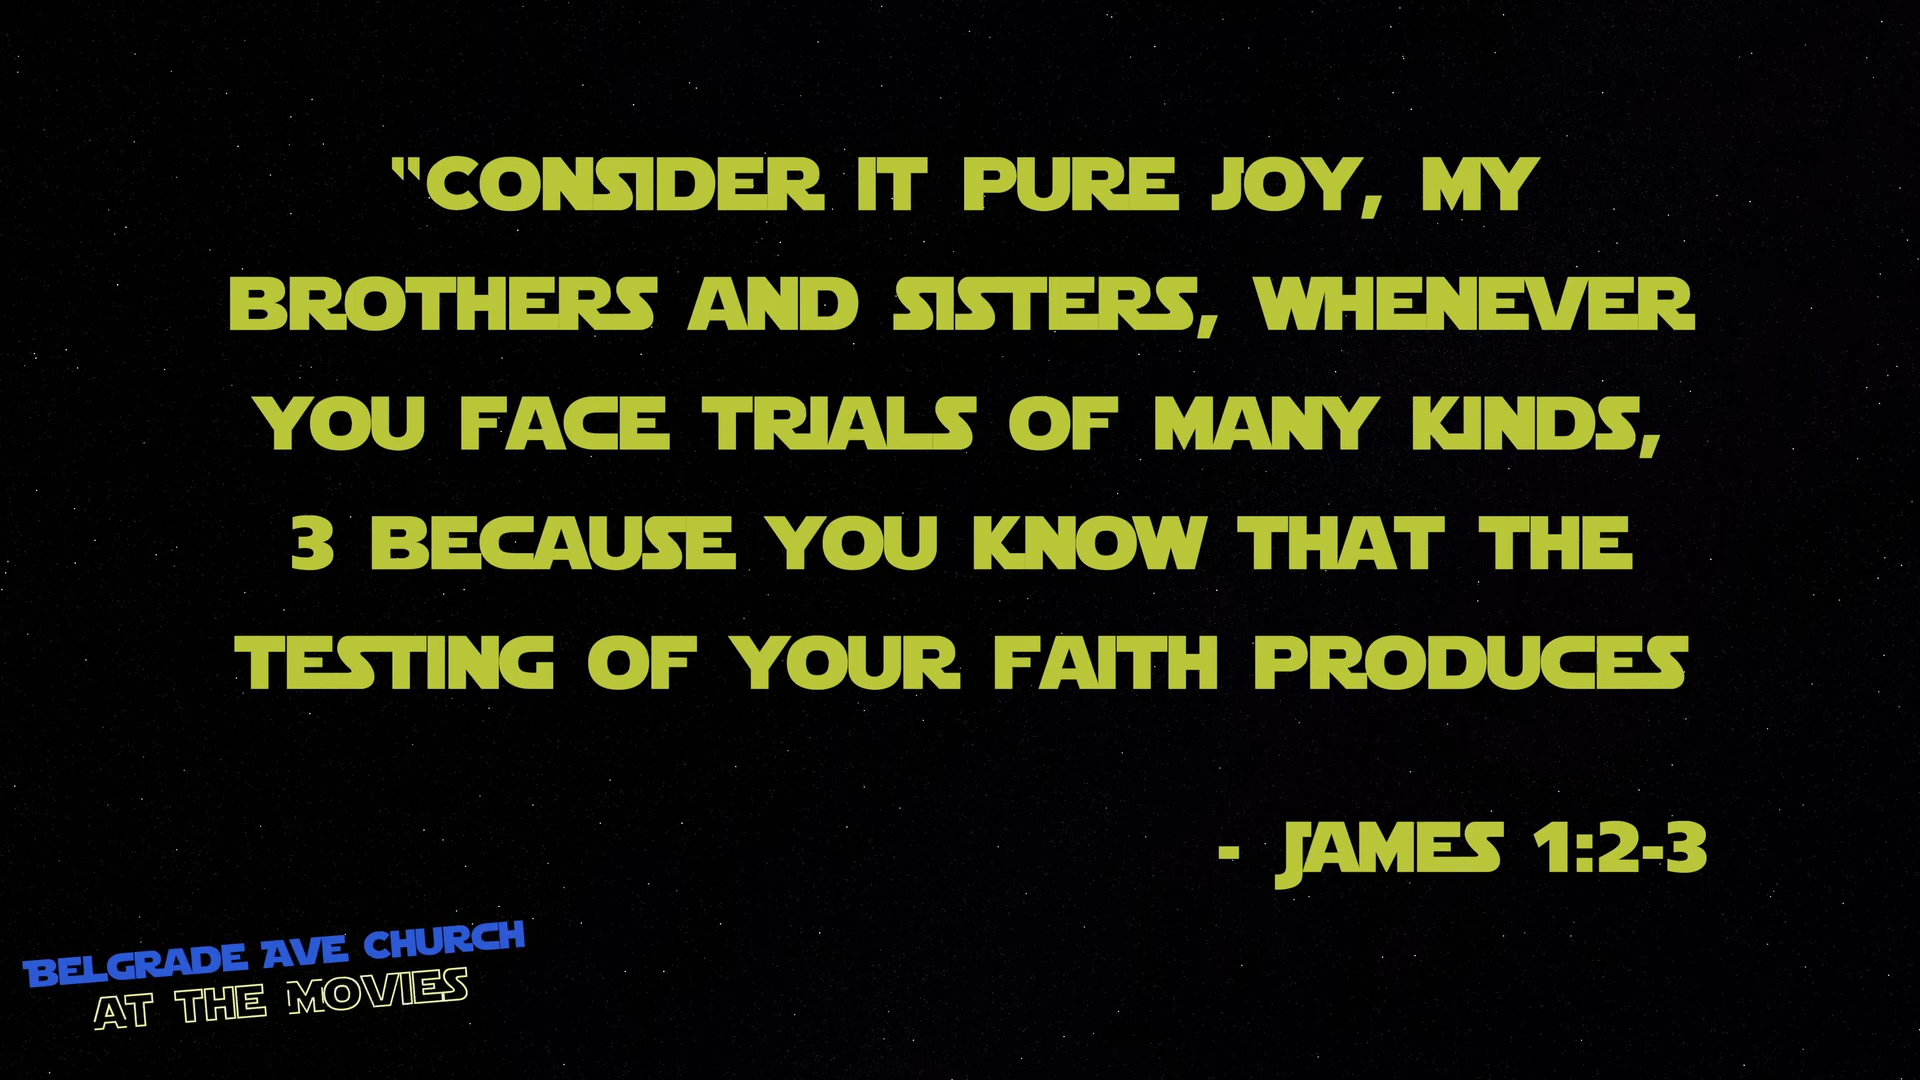 “CONSIDER IT PURE JOY, MY
BROTHERS AND SISTERS, WHENEVER
YOU FACE TRIALS OF MANY KINDS,
3 BECAUSE YOU KNOW THAT THE
TESTING OF YOUR FAITH PRODUCES
- JAMES 1:2-3
BELGRADE AVE CHURCH
AT THE MOVIES